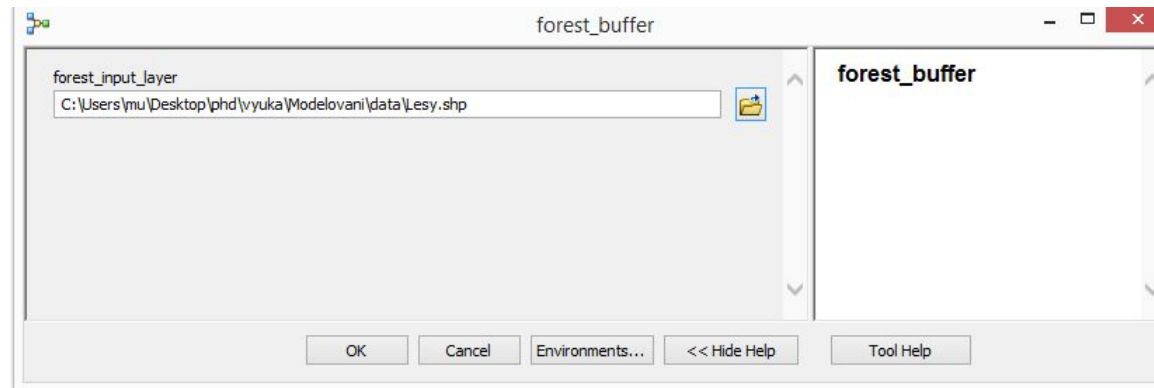 forest_buffer
forest_input_layer
C:\Users\mu\Desktop\phd\vyuka\Modelovani\data\Lesy.shp
forest_buffer
OK
Cancel
Environments...
<< Hide Help
Tool Help